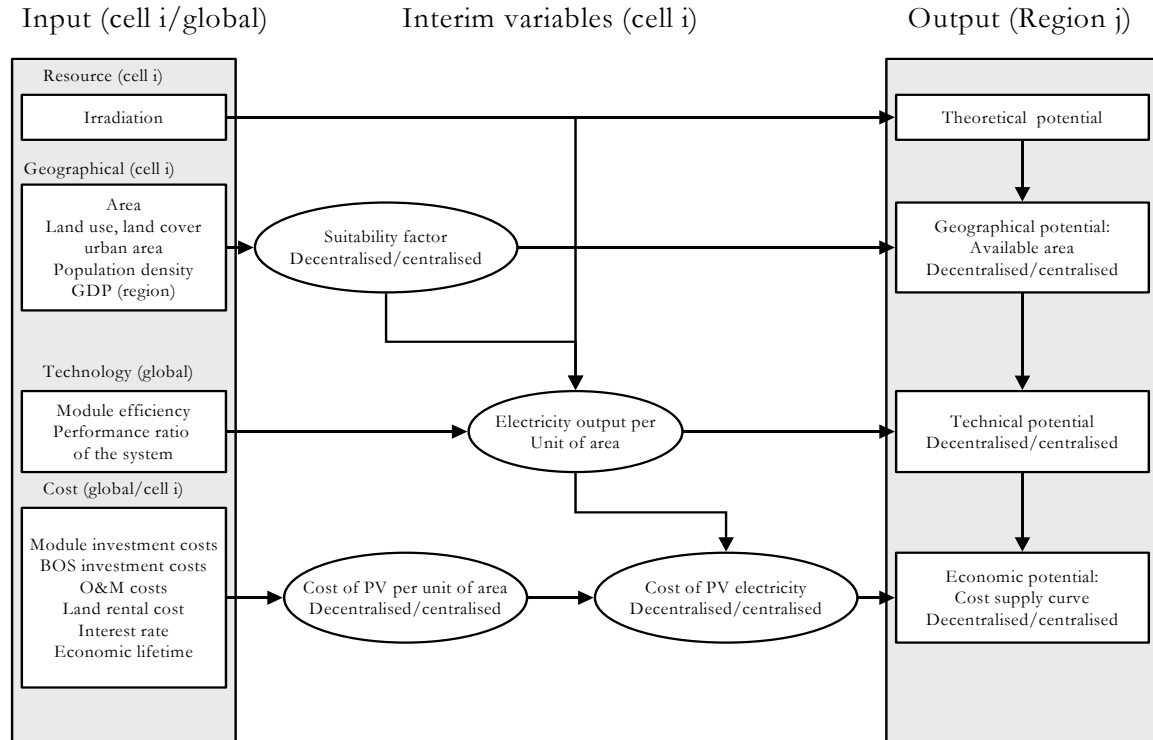 Input (cell i/global)
Interim variables (cell i)
Output (Region j)
Resource (cell i)
Irradiation
Theoretical potential
Geographical (cell i)
Area
Land use, land cover
urban area
Population density
GDP (region)
Suitability factor
Decentralised/centralised
Geographical potential:
Available area
Decentralised/centralised
Technology (global)
Module efficiency
Performance ratio
of the system
Electricity output per
Unit of area
Technical potential
Decentralised/centralised
Cost (global/cell i)
Module investment costs
BOS investment costs
O&M costs
Land rental cost
Interest rate
Economic lifetime
Cost of PV per unit of area
Decentralised/centralised
Cost of PV electricity
Decentralised/centralised
Economic potential:
Cost supply curve
Decentralised/centralised